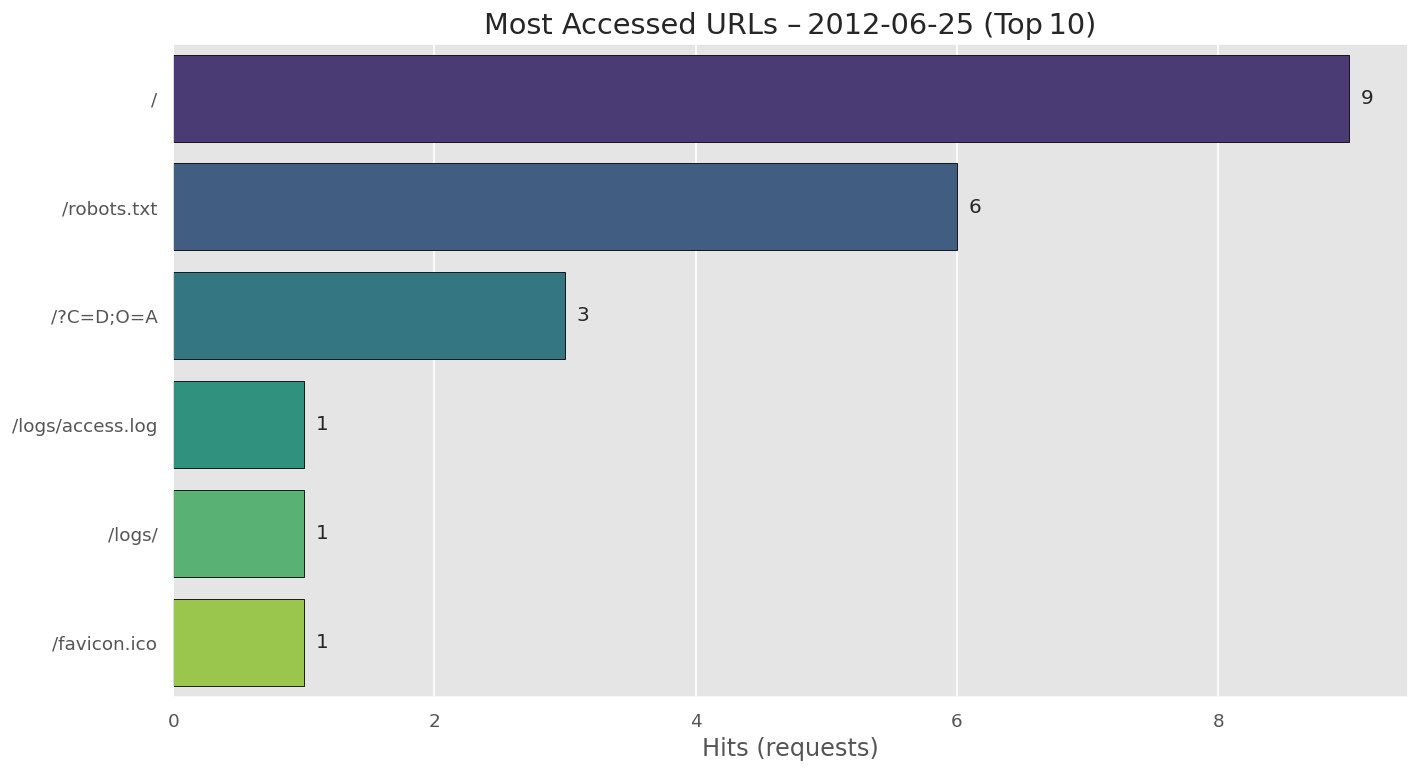 Most Accessed URLs – 2012-06-25 (Top 10)
/
9
/robots.txt
6
/?C=D;O=A
3
/logs/access.log
1
/logs/
1
/favicon.ico
1
0 2 4 6 8
Hits (requests)